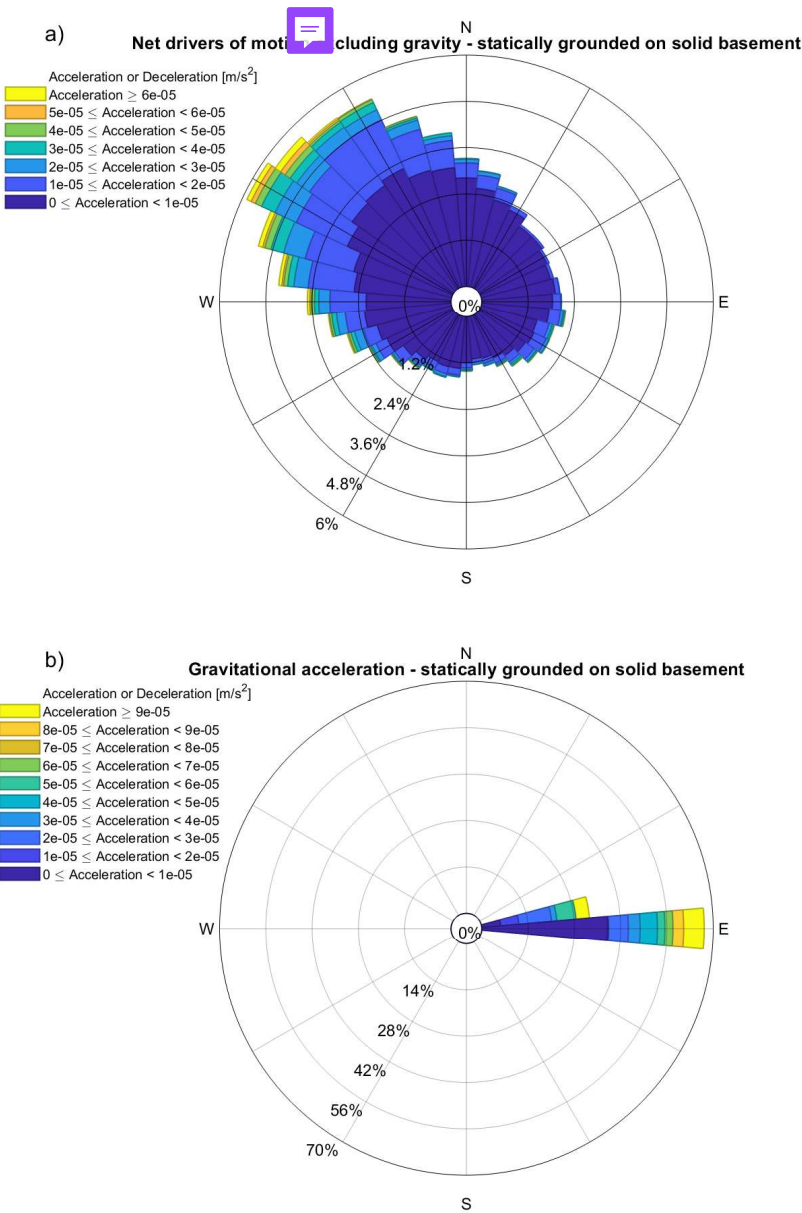 N
a)
Net drivers of moti cluding gravity - statically grounded on solid basement
Acceleration or Deceleration [m/s²]
Acceleration ≥ 6e-05
5e-05 ≤ Acceleration < 6e-05
4e-05 ≤ Acceleration < 5e-05
3e-05 ≤ Acceleration < 4e-05
2e-05 ≤ Acceleration < 3e-05
1e-05 ≤ Acceleration < 2e-05
0 ≤ Acceleration < 1e-05
W
0%
E
1.2%
2.4%
3.6%
4.8%
6%
S
N
b)
Gravitational acceleration - statically grounded on solid basement
Acceleration or Deceleration [m/s²]
Acceleration ≥ 9e-05
8e-05 ≤ Acceleration < 9e-05
7e-05 ≤ Acceleration < 8e-05
6e-05 ≤ Acceleration < 7e-05
5e-05 ≤ Acceleration < 6e-05
4e-05 ≤ Acceleration < 5e-05
3e-05 ≤ Acceleration < 4e-05
2e-05 ≤ Acceleration < 3e-05
1e-05 ≤ Acceleration < 2e-05
0 ≤ Acceleration < 1e-05
W
0%
E
14%
28%
42%
56%
70%
S